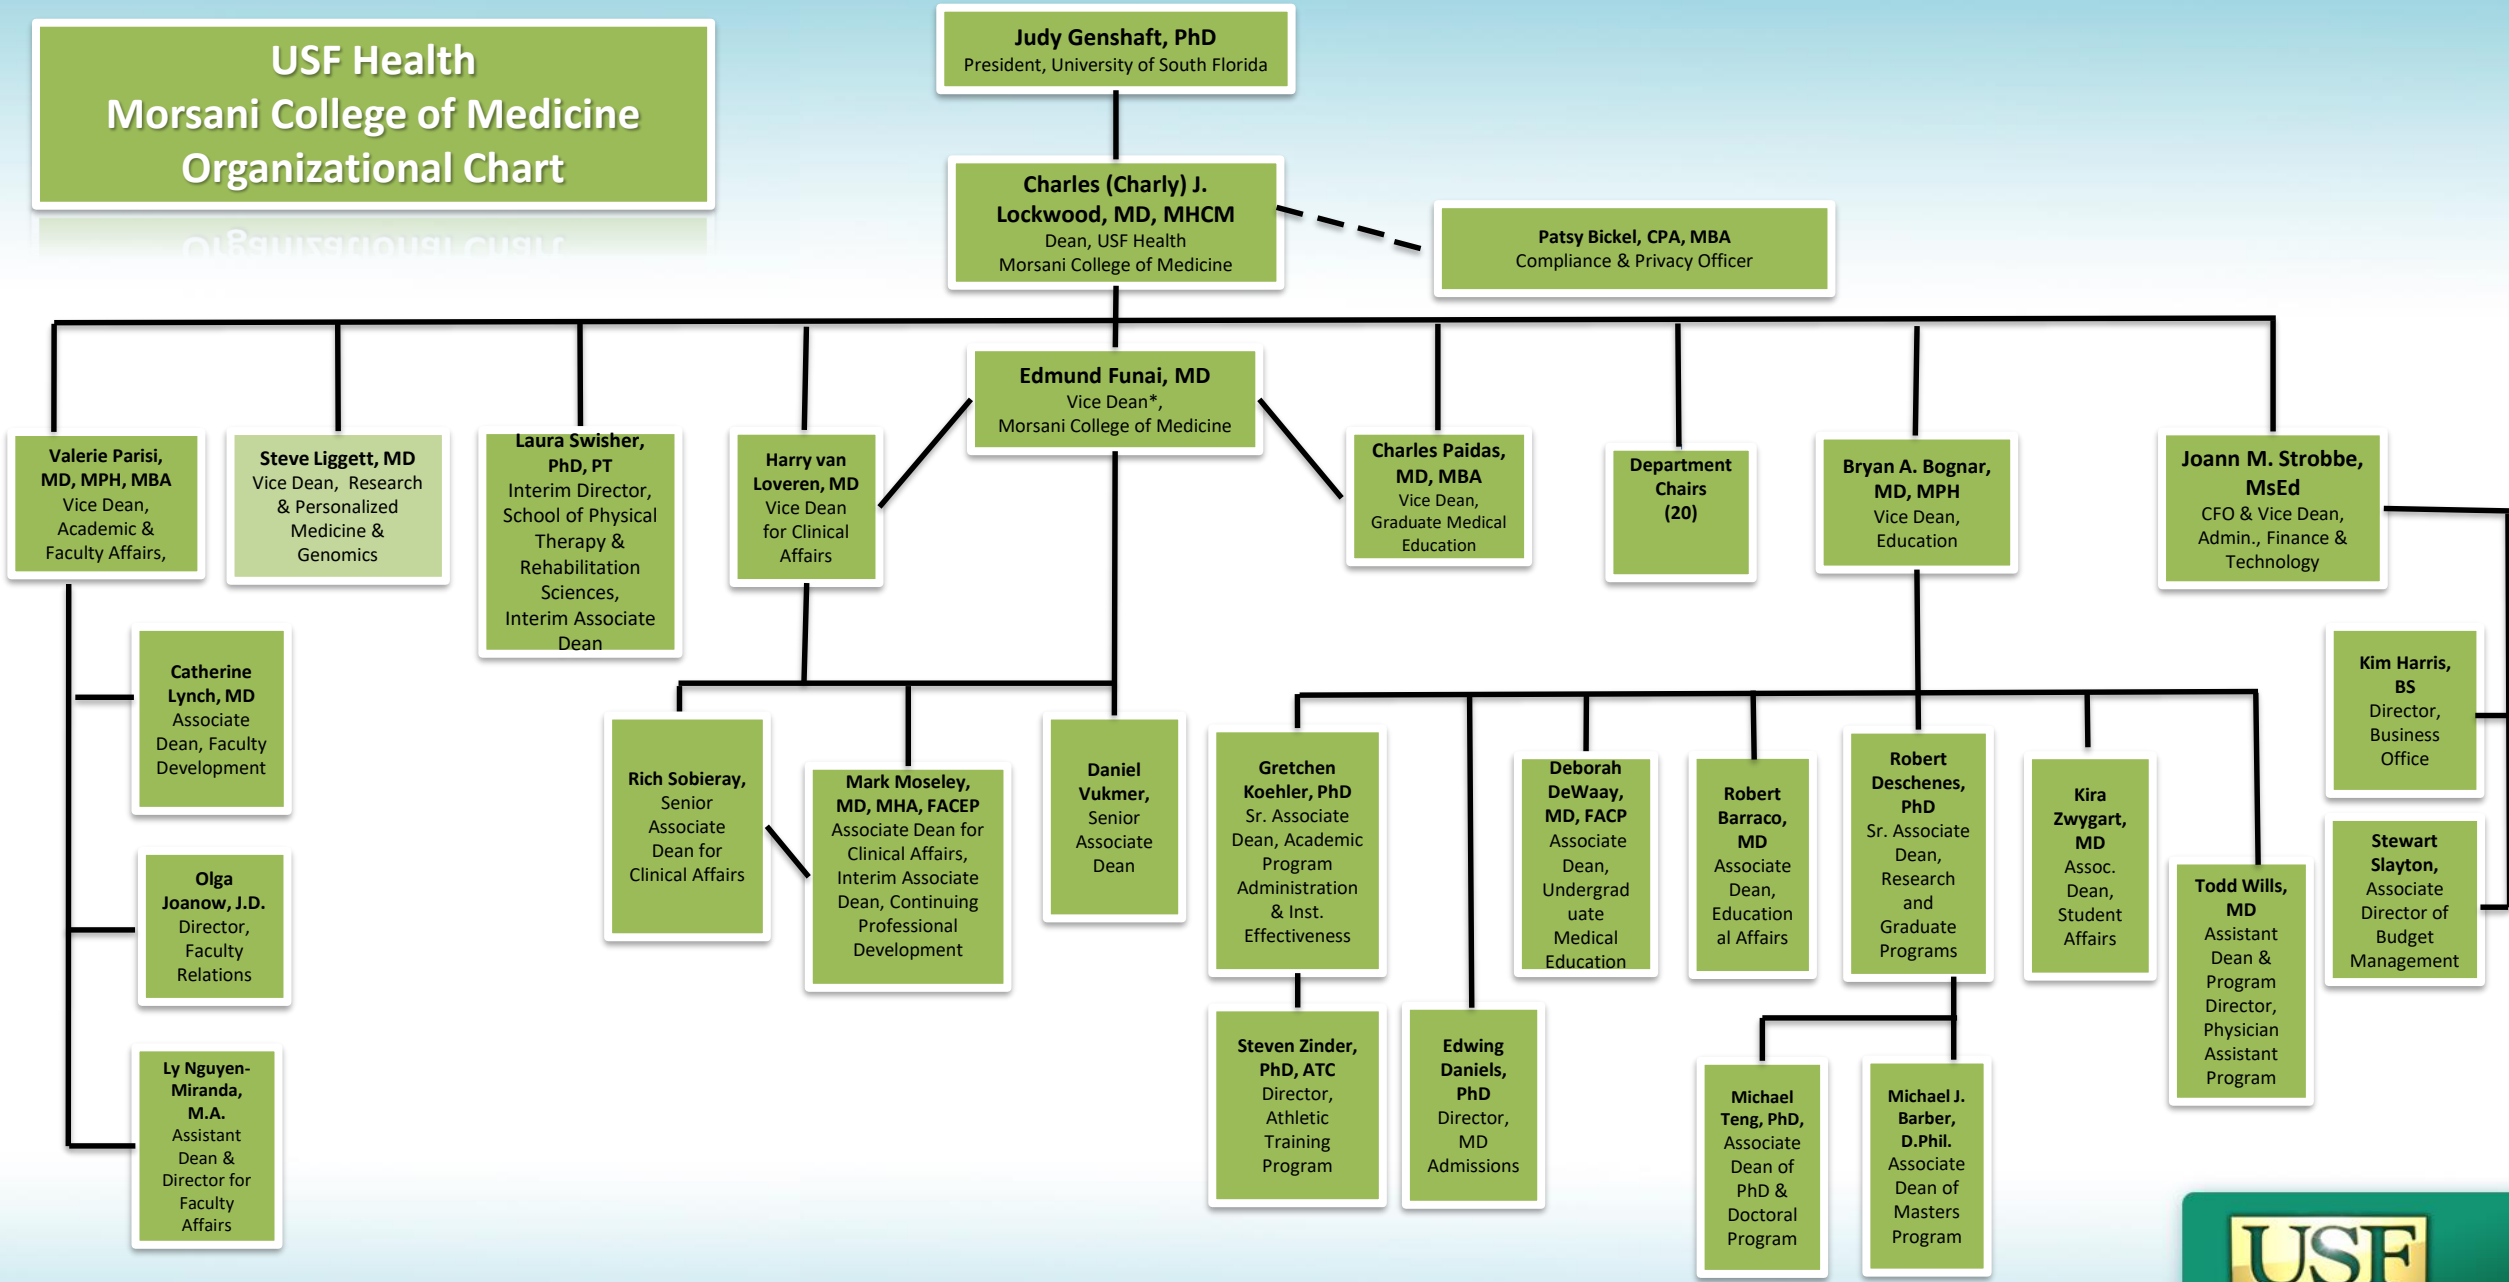 USF Health
Morsani College of Medicine
Organizational Chart
Judy Genshaft, PhD
President, University of South Florida
Charles (Charly) J.
Lockwood, MD, MHCM
Dean, USF Health
Morsani College of Medicine
Patsy Bickel, CPA, MBA
Compliance & Privacy Officer
Edmund Funai, MD
Vice Dean*,
Morsani College of Medicine
Valerie Parisi,
MD, MPH, MBA
Vice Dean,
Academic &
Faculty Affairs,
Steve Liggett, MD
Vice Dean, Research
& Personalized
Medicine &
Genomics
Laura Swisher,
PhD, PT
Interim Director,
School of Physical
Therapy &
Rehabilitation
Sciences,
Interim Associate
Dean
Harry van
Loveren, MD
Vice Dean
for Clinical
Affairs
Charles Paidas,
MD, MBA
Vice Dean,
Graduate Medical
Education
Department
Chairs
(20)
Bryan A. Bognar,
MD, MPH
Vice Dean,
Education
Joann M. Strobbe,
MsEd
CFO & Vice Dean,
Admin., Finance &
Technology
Catherine
Lynch, MD
Associate
Dean, Faculty
Development
Olga
Joanow, J.D.
Director,
Faculty
Relations
Ly Nguyen-
Miranda,
M.A.
Assistant
Dean &
Director for
Faculty
Affairs
Rich Sobieray,
Senior
Associate
Dean for
Clinical Affairs
Mark Moseley,
MD, MHA, FACEP
Associate Dean for
Clinical Affairs,
Interim Associate
Dean, Continuing
Professional
Development
Daniel
Vukmer,
Senior
Associate
Dean
Gretchen
Koehler, PhD
Sr. Associate
Dean, Academic
Program
Administration
& Inst.
Effectiveness
Steven Zinder,
PhD, ATC
Director,
Athletic
Training
Program
Edwing
Daniels,
PhD
Director,
MD
Admissions
Deborah
DeWaay,
MD, FACP
Associate
Dean,
Undergrad
uate
Medical
Education
Robert
Barraco,
MD
Associate
Dean,
Education
al Affairs
Robert
Deschenes,
PhD
Sr. Associate
Dean,
Research
and
Graduate
Programs
Michael
Teng, PhD,
Associate
Dean of
PhD &
Doctoral
Program
Michael J.
Barber,
D.Phil.
Associate
Dean of
Masters
Program
Kira
Zwygart,
MD
Assoc.
Dean,
Student
Affairs
Todd Wills,
MD
Assistant
Dean &
Program
Director,
Physician
Assistant
Program
Kim Harris,
BS
Director,
Business
Office
Stewart
Slayton,
Associate
Director of
Budget
Management
USF